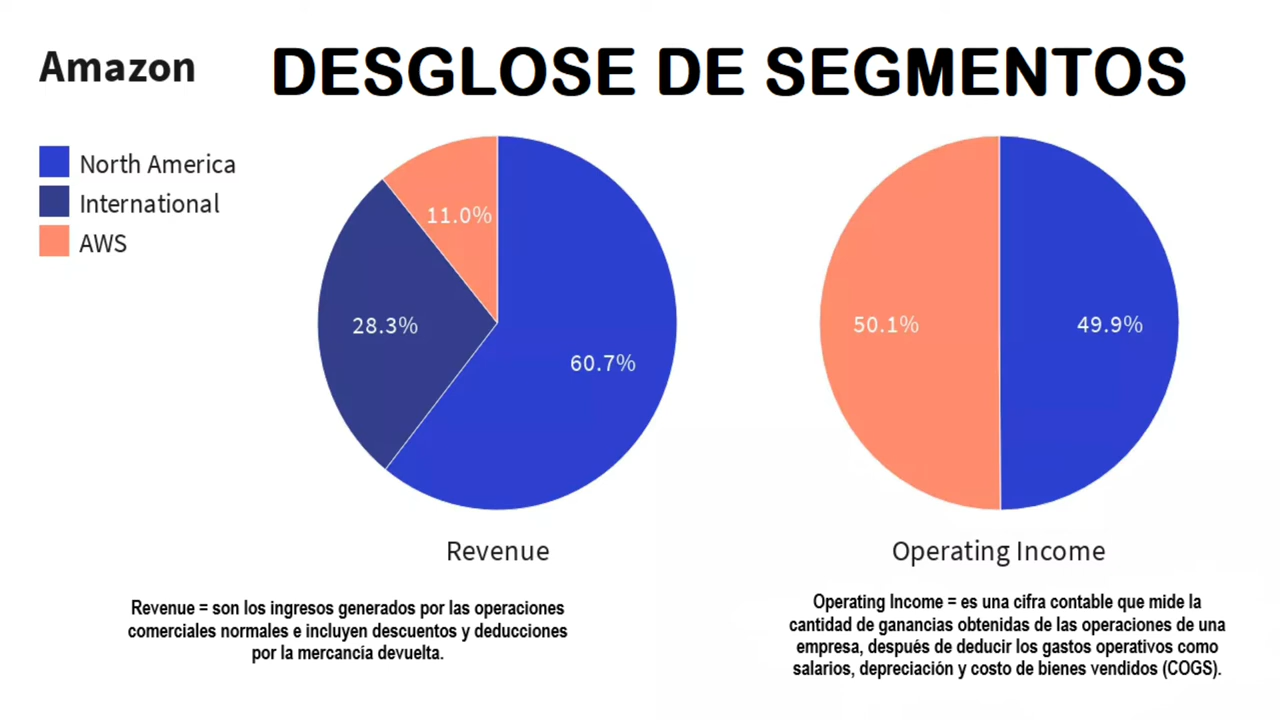 Amazon
DESGLOSE DE SEGMENTOS
North America
International
AWS
11.0%
28.3%
60.7%
50.1%
49.9%
Revenue
Operating Income
Revenue = son los ingresos generados por las operaciones
comerciales normales e incluyen descuentos y deducciones
por la mercancía devuelta.
Operating Income = es una cifra contable que mide la
cantidad de ganancias obtenidas de las operaciones de una
empresa, después de deducir los gastos operativos como
salarios, depreciación y costo de bienes vendidos (COGS).